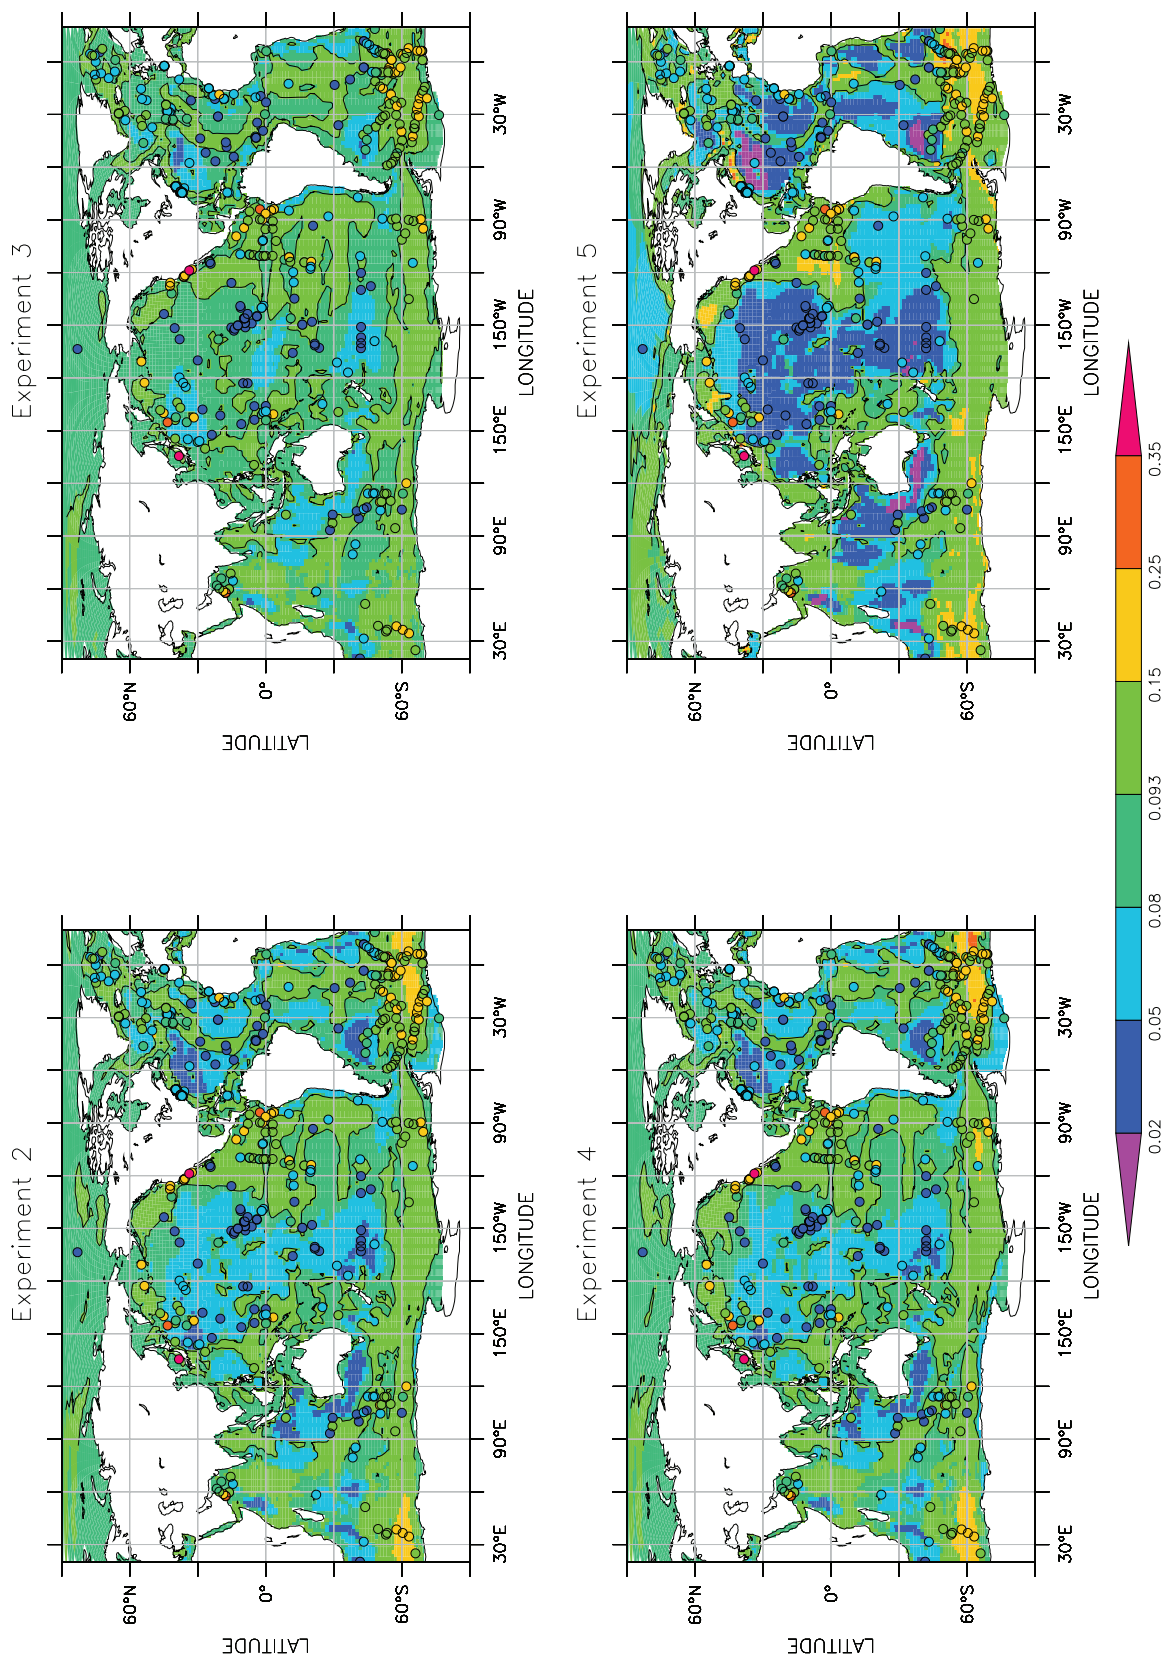 Experiment 2
60°N
0°
60°S
LATITUDE
30°E
90°E
150°E
150°W
90°W
30°W
LONGITUDE
Experiment 3
60°N
0°
60°S
LATITUDE
30°E
90°E
150°E
150°W
90°W
30°W
LONGITUDE
Experiment 4
60°N
0°
60°S
LATITUDE
30°E
90°E
150°E
150°W
90°W
30°W
LONGITUDE
Experiment 5
60°N
0°
60°S
LATITUDE
30°E
90°E
150°E
150°W
90°W
30°W
LONGITUDE
0.02
0.05
0.08
0.093
0.15
0.25
0.35